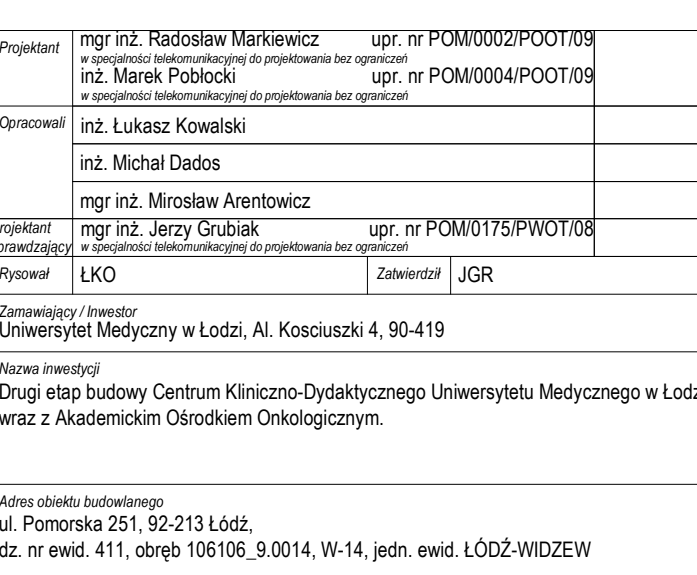 Projektant
mgr inż. Radosław Markiewicz upr. nr POM/0002/POOT/09
w specjalności telekomunikacyjnej do projektowania bez ograniczeń
inż. Marek Pobłocki upr. nr POM/0004/POOT/09
w specjalności telekomunikacyjnej do projektowania bez ograniczeń
Opracowali inż. Łukasz Kowalski
inż. Michał Dados
mgr inż. Mirosław Arentowicz
rojektant mgr inż. Jerzy Grubiak upr. nr POM/0175/PWOT/08
prawdzający w specjalności telekomunikacyjnej do projektowania bez ograniczeń
Rysował ŁKO Zatwierdził JGR
Zamawiający / Inwestor
Uniwersytet Medyczny w Łodzi, Al. Kosciuszki 4, 90-419
Nazwa inwestycji
Drugi etap budowy Centrum Kliniczno-Dydaktycznego Uniwersytetu Medycznego w Łodz
wraz z Akademickim Ośrodkiem Onkologicznym.
Adres obiektu budowlanego
ul. Pomorska 251, 92-213 Łódź,
dz. nr ewid. 411, obręb 106106_9.0014, W-14, jedn. ewid. ŁÓDŹ-WIDZEW